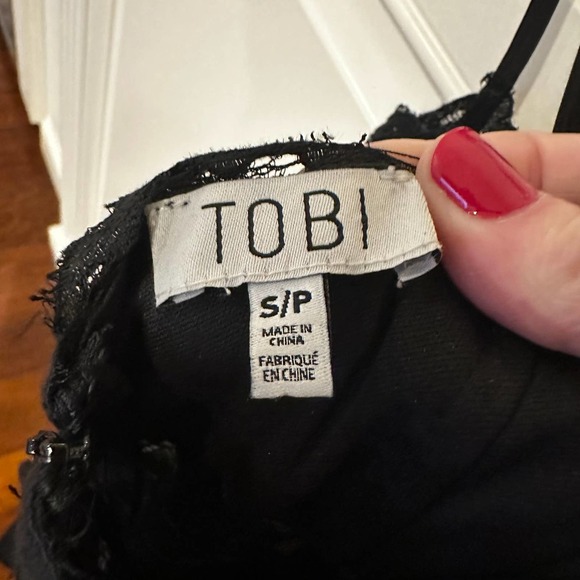 TOBI
S/P
MADE IN
CHINA
FABRIQUÉ
EN CHINE